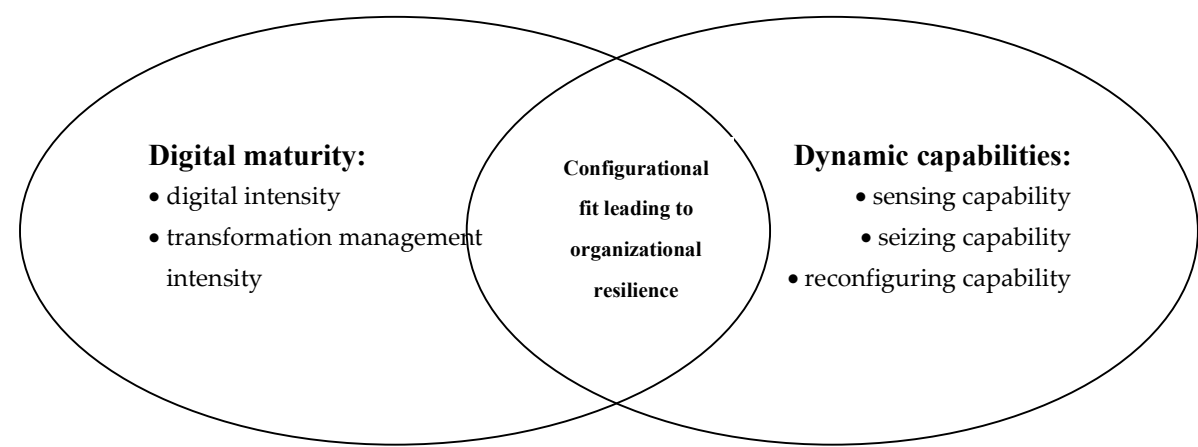 Digital maturity:
• digital intensity
• transformation management
intensity
Configurational
fit leading to
organizational
resilience
Dynamic capabilities:
• sensing capability
• seizing capability
• reconfiguring capability